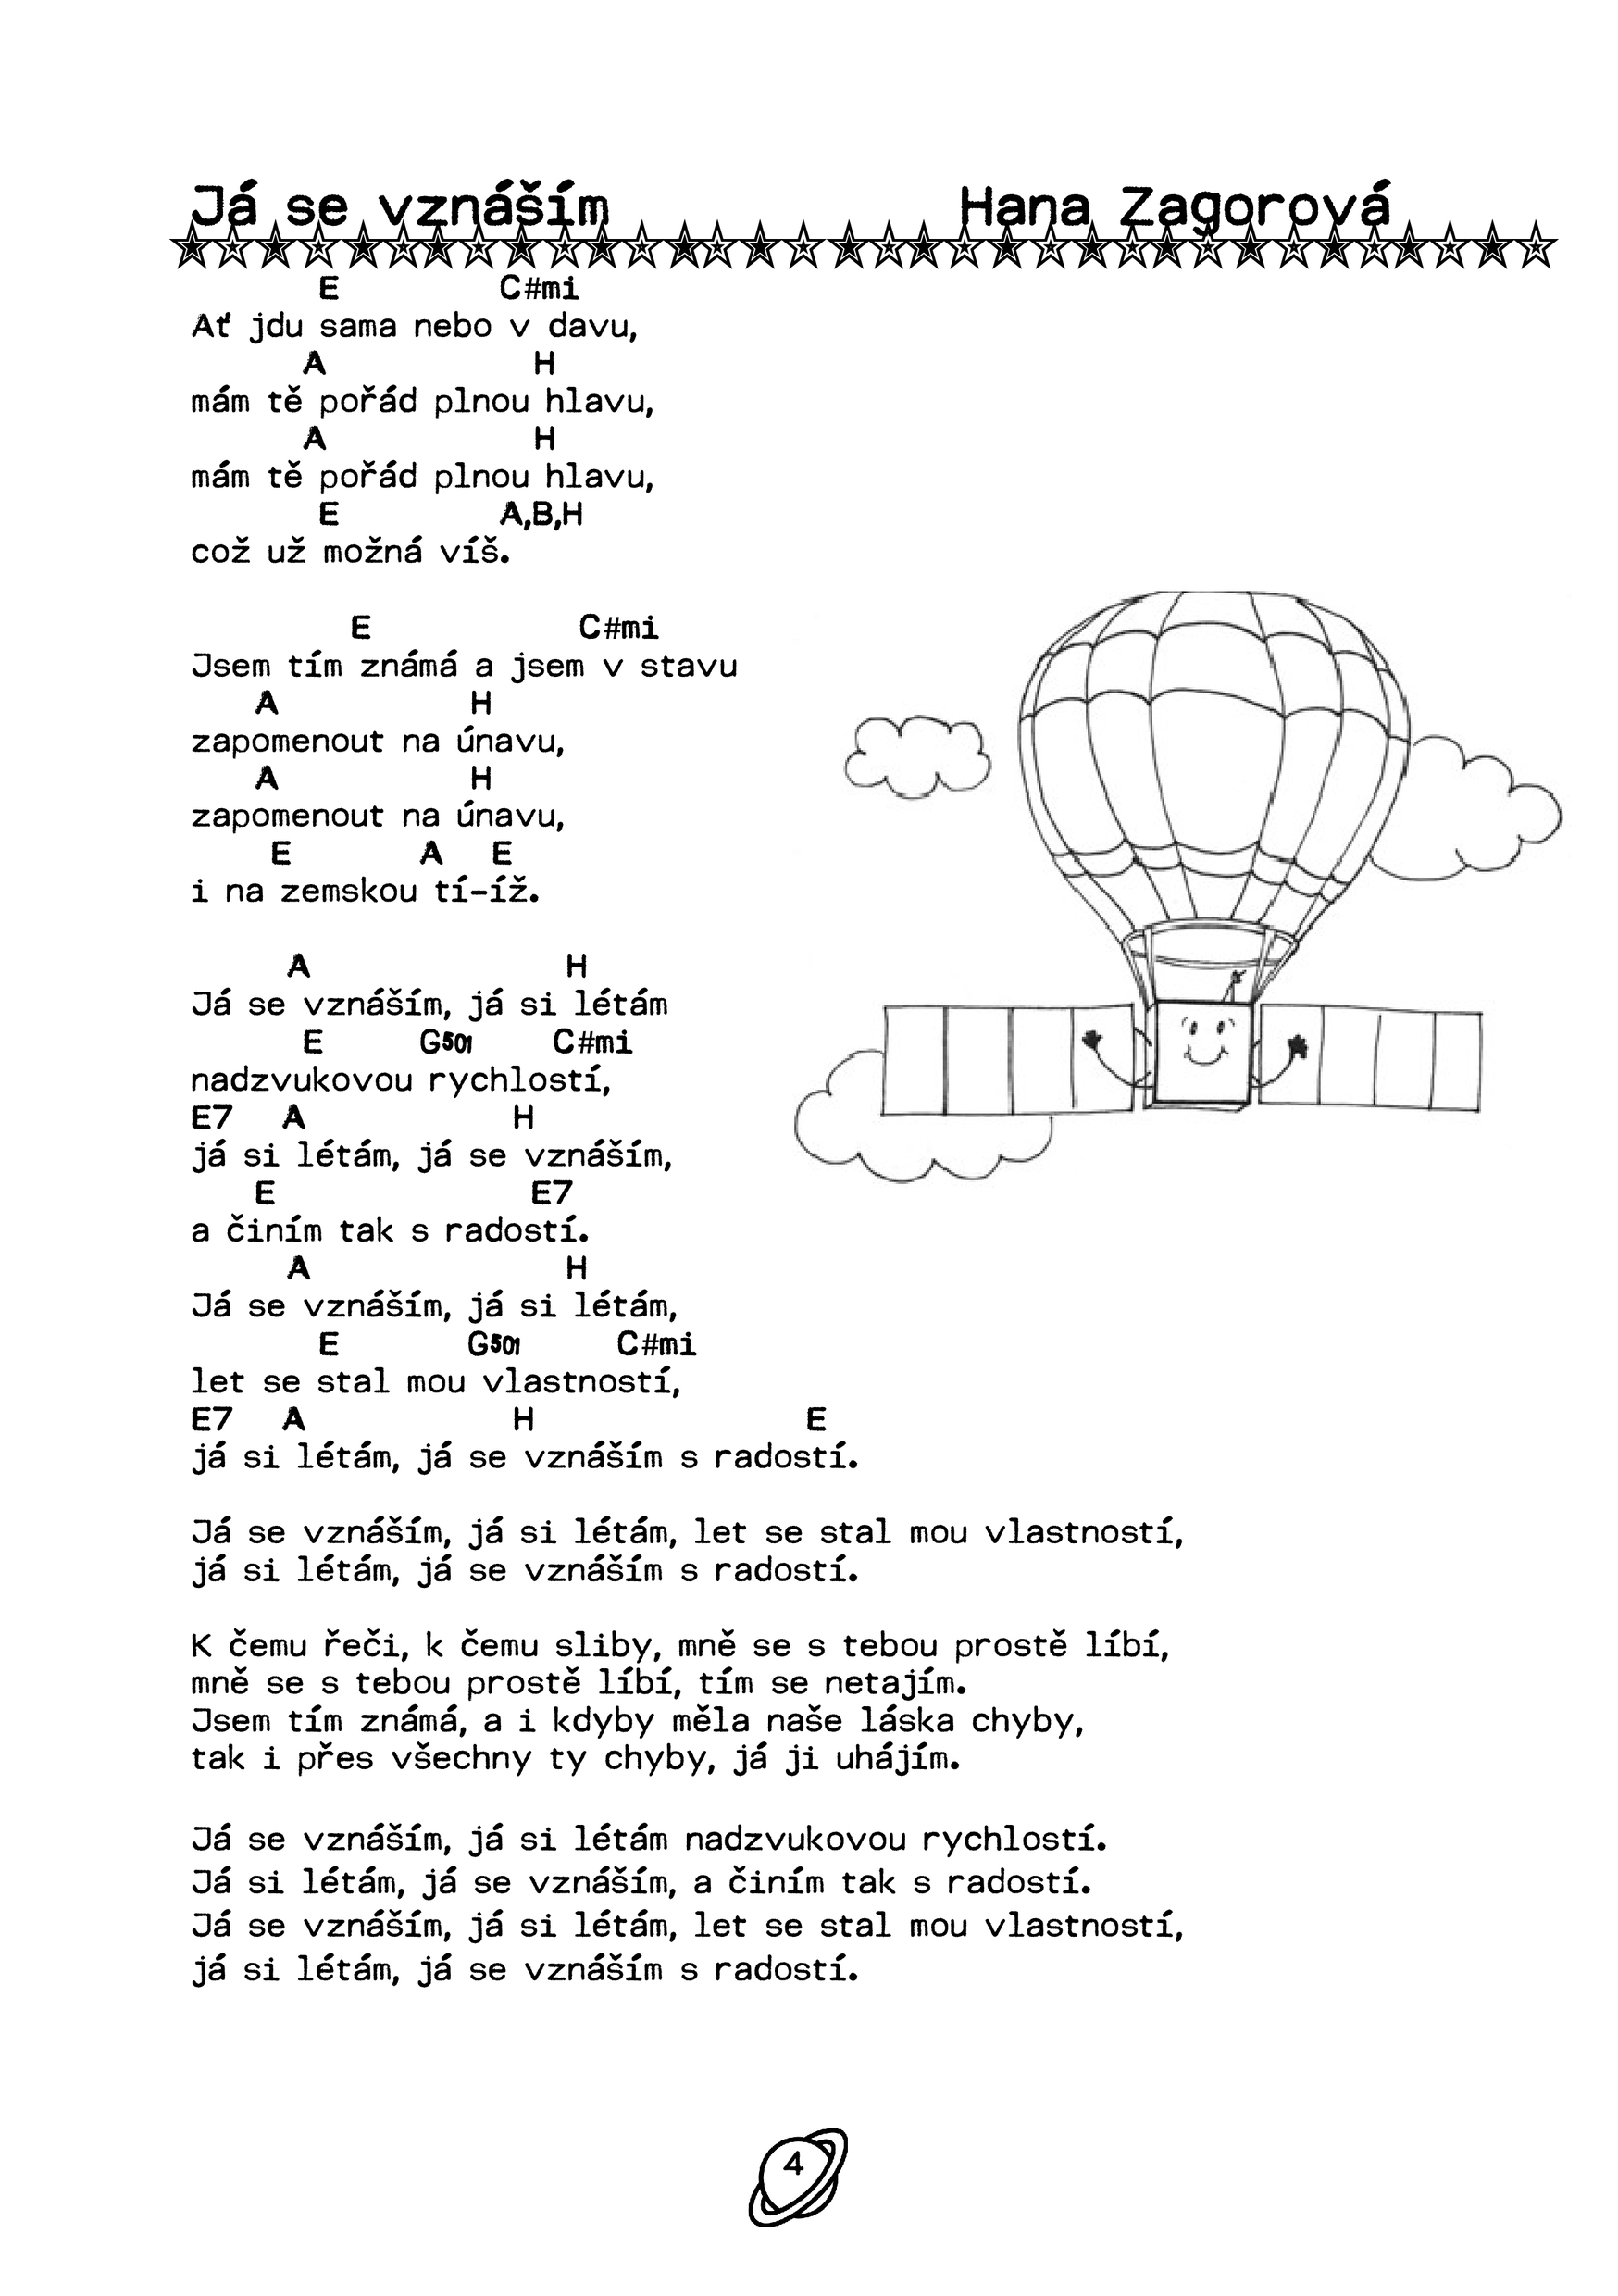 Já se vznáším Hana Zagorová
E C#mi
Ať jdu sama nebo v davu,
A H
mám tě pořád plnou hlavu,
A H
mám tě pořád plnou hlavu,
E A,B,H
což už možná víš.
E C#mi
Jsem tím známá a jsem v stavu
A H
zapomenout na únavu,
A H
zapomenout na únavu,
E A E
i na zemskou tí-íž.
A H
Já se vznáším, já si létám
E G501 C#mi
nadzvukovou rychlostí,
E7 A H
já si létám, já se vznáším,
E E7
a činím tak s radostí.
A H
Já se vznáším, já si létám,
E G501 C#mi
let se stal mou vlastností,
E7 A H E
já si létám, já se vznáším s radostí.
Já se vznáším, já si létám, let se stal mou vlastností,
já si létám, já se vznáším s radostí.
K čemu řeči, k čemu sliby, mně se s tebou prostě líbí,
mně se s tebou prostě líbí, tím se netajím.
Jsem tím známá, a i kdyby měla naše láska chyby,
tak i přes všechny ty chyby, já ji uhájím.
Já se vznáším, já si létám nadzvukovou rychlostí.
Já si létám, já se vznáším, a činím tak s radostí.
Já se vznáším, já si létám, let se stal mou vlastností,
já si létám, já se vznáším s radostí.
4